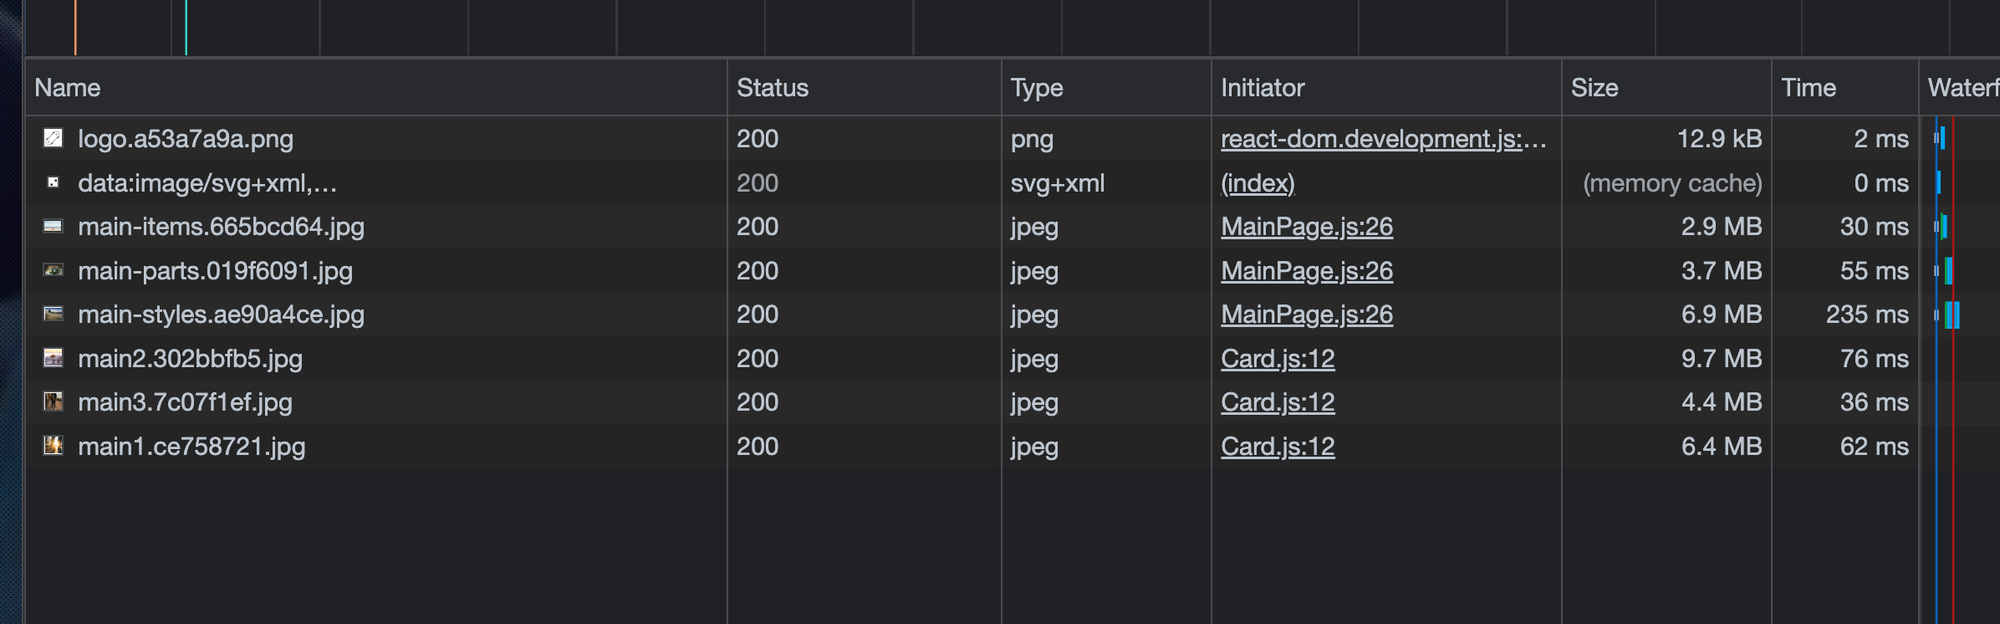 Name Status Type Initiator Size Time Waterf
logo.a53a7a9a.png 200 png react-dom.development.js:... 12.9 kB 2 ms
data:image/svg+xml,... 200 svg+xml (index) (memory cache) 0 ms
main-items.665bcd64.jpg 200 jpeg MainPage.js:26 2.9 MB 30 ms
main-parts.019f6091.jpg 200 jpeg MainPage.js:26 3.7 MB 55 ms
main-styles.ae90a4ce.jpg 200 jpeg MainPage.js:26 6.9 MB 235 ms
main2.302bbfb5.jpg 200 jpeg Card.js:12 9.7 MB 76 ms
main3.7c07f1ef.jpg 200 jpeg Card.js:12 4.4 MB 36 ms
main1.ce758721.jpg 200 jpeg Card.js:12 6.4 MB 62 ms